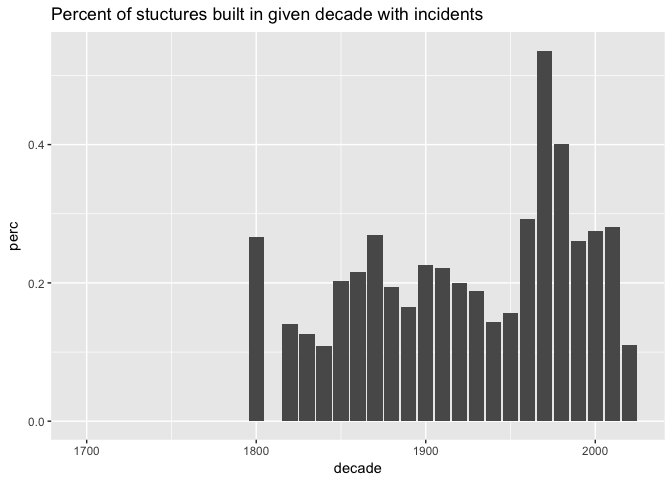 Percent of stuctures built in given decade with incidents
perc
0.4
0.2
0.0
1700 1800 1900 2000
decade